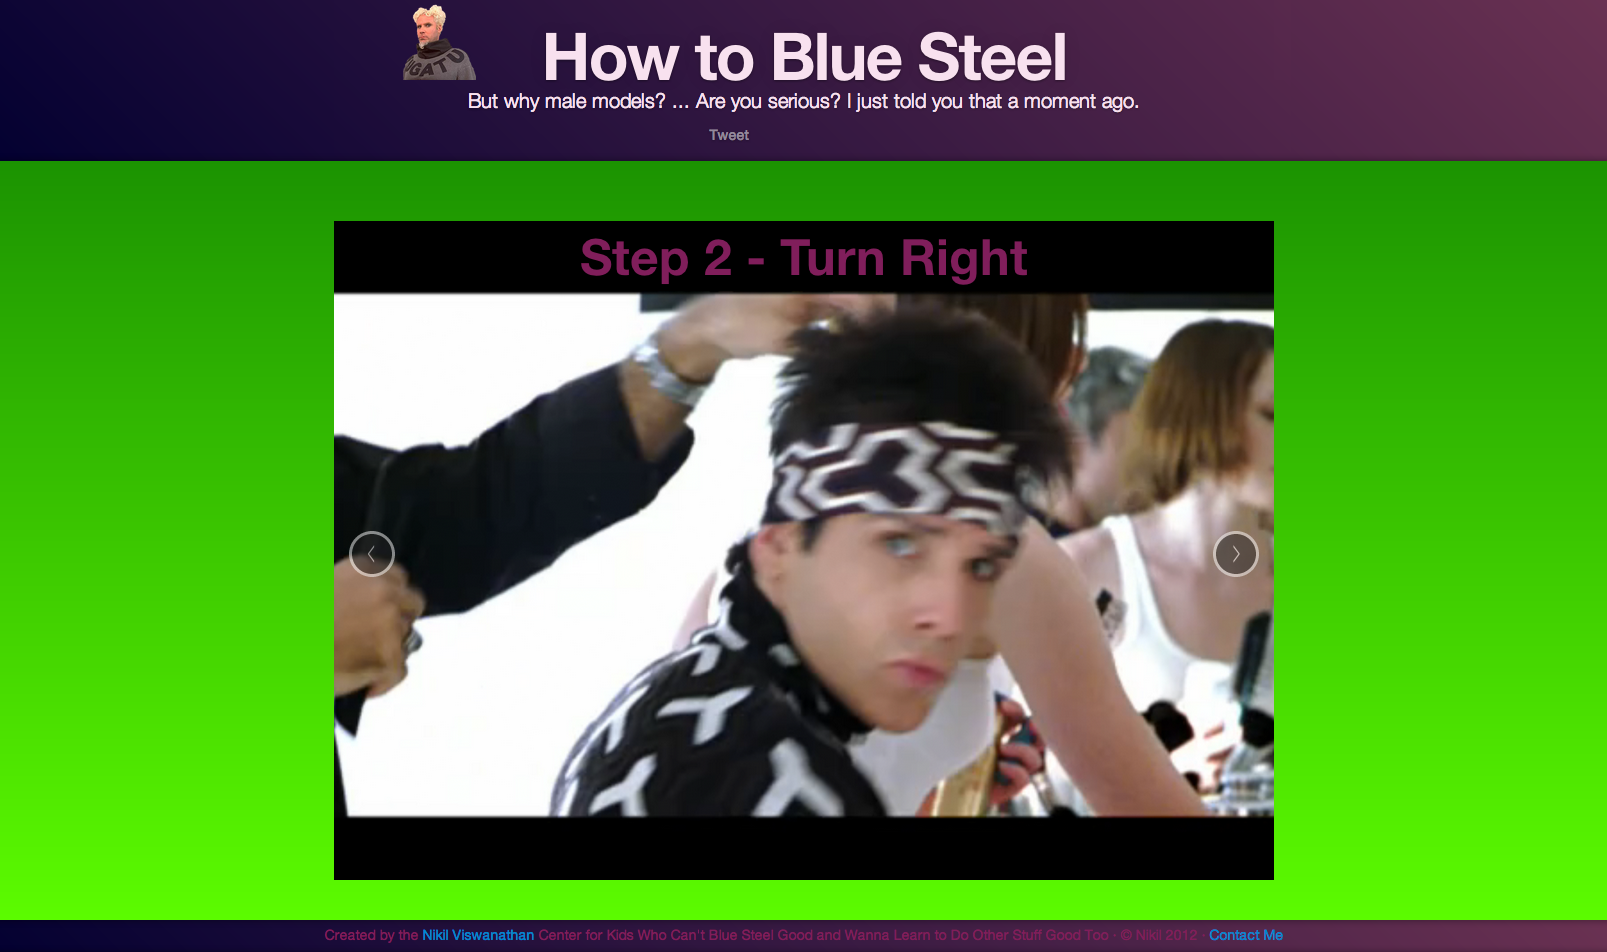 UGATU
How to Blue Steel
But why male models? ... Are you serious? I just told you that a moment ago.
Tweet
Step 2 - Turn Right
Created by the Nikil Viswanathan Center for Kids Who Can't Blue Steel Good and Wanna Learn to Do Other Stuff Good Too · © Nikil 2012 · Contact Me